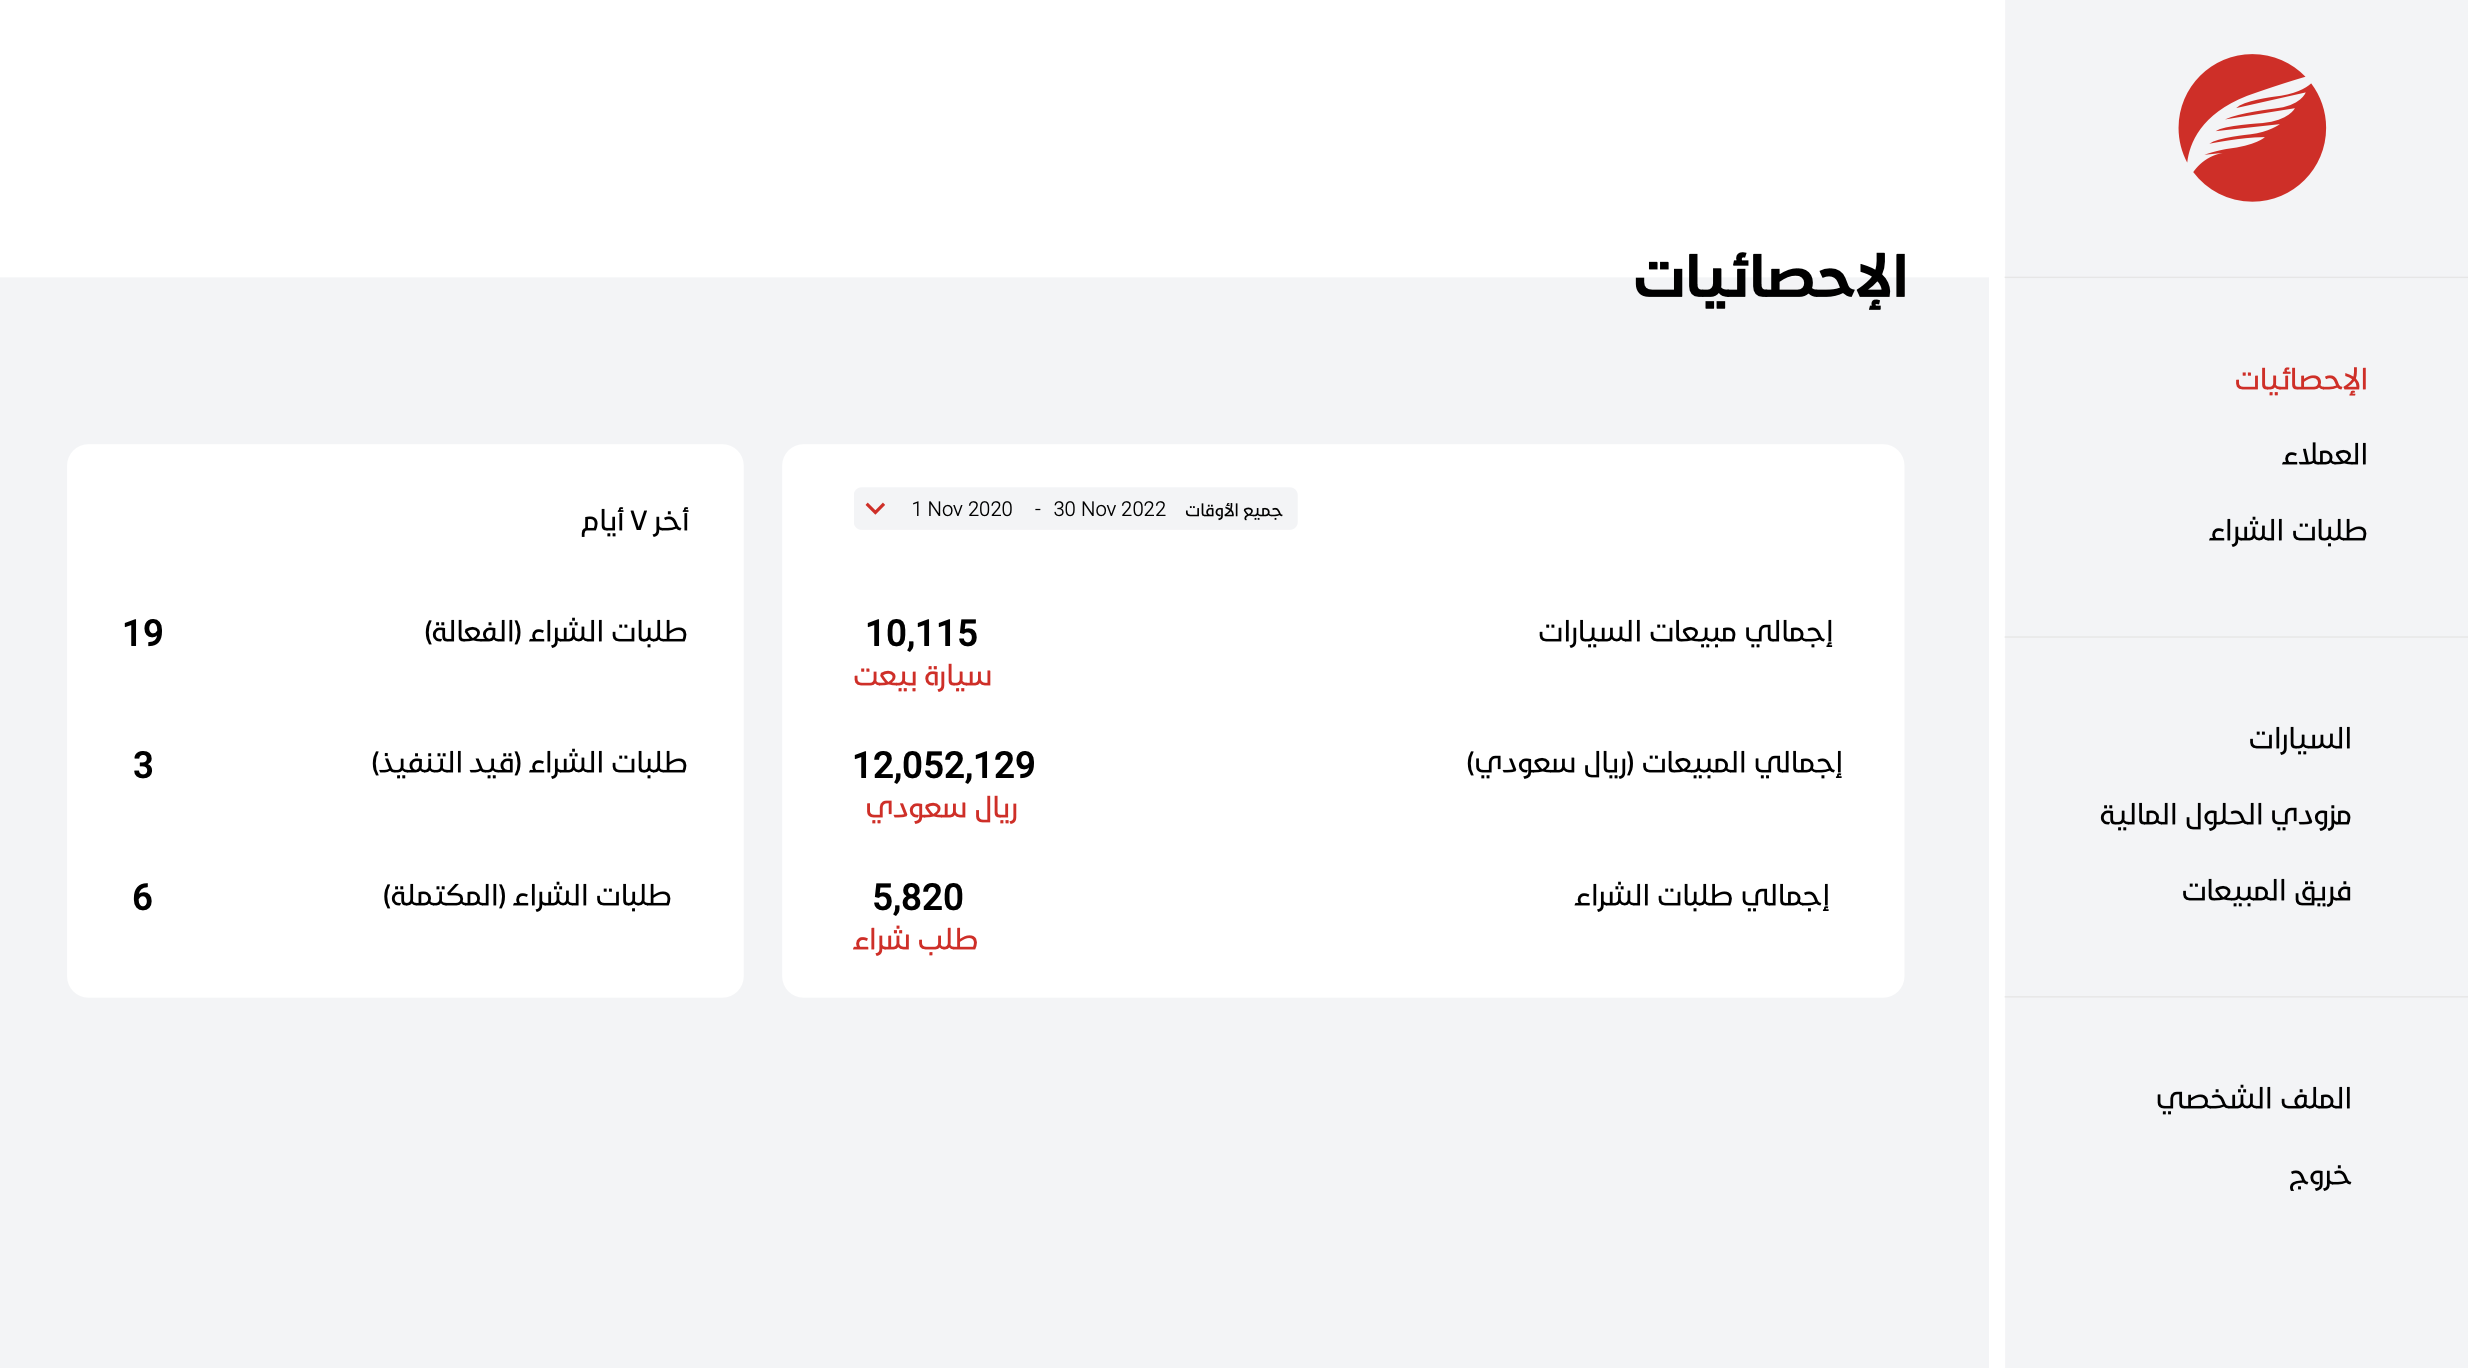 الإحصائيات
العملاء
طلبات الشراء
السيارات
مزودي الحلول المالية
فريق المبيعات
الملف الشخصي
خروج
الإحصائيات
جميع الأوقات 30 Nov 2022 - 1 Nov 2020
إجمالي مبيعات السيارات 10,115
سيارة بيعت
إجمالي المبيعات (ريال سعودي) 12,052,129
ريال سعودي
إجمالي طلبات الشراء 5,820
طلب شراء
أخر ٧ أيام
طلبات الشراء (الفعالة) 19
طلبات الشراء (قيد التنفيذ) 3
طلبات الشراء (المكتملة) 6